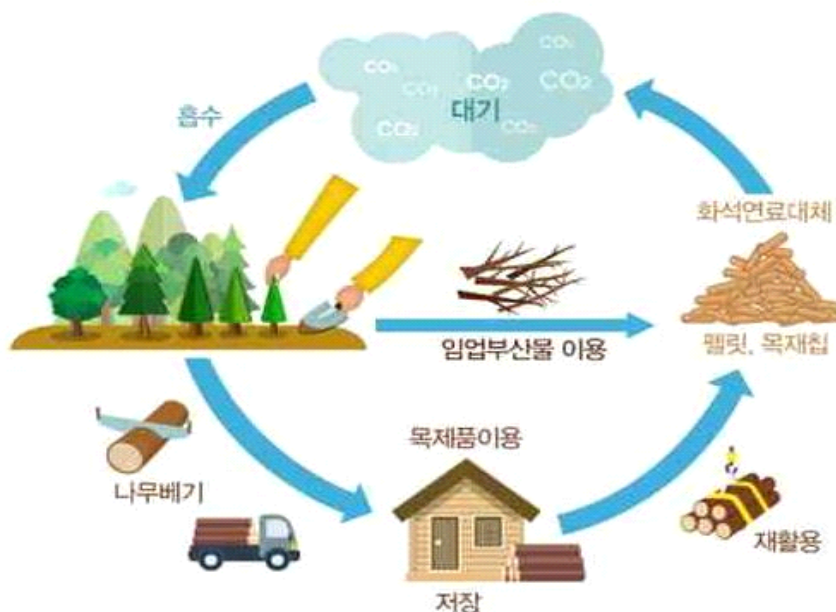 CO₂
CO₂
CO₂
CO₂
CO₂
대기
CO₂
CO₂
흡수
화석연료대체
임업부산물 이용
펠릿, 목재칩
목제품이용
나무베기
재활용
저장